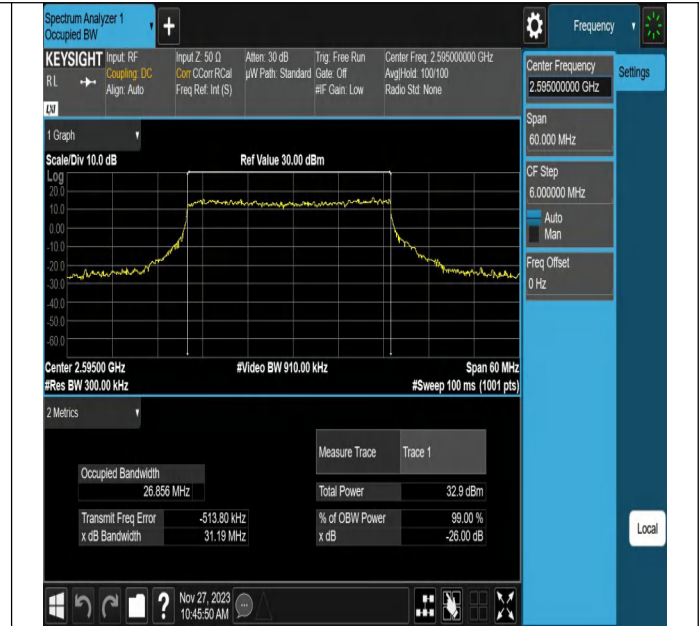 Spectrum Analyzer 1
Occupied BW
+
Frequency
KEYSIGHT
RL
LXI
Input: RF
Coupling: DC
Align: Auto
Input Z: 50 Ω
Corr CCorr RCal
Freq Ref: Int (S)
Atten: 30 dB
µW Path: Standard
Trig: Free Run
Gate: Off
#IF Gain: Low
Center Freq: 2.595000000 GHz
Avg|Hold: 100/100
Radio Std: None
Center Frequency
2.595000000 GHz
Settings
Span
60.000 MHz
CF Step
6.000000 MHz
Auto
Man
Freq Offset
0 Hz
1 Graph
Scale/Div 10.0 dB
Ref Value 30.00 dBm
Log
20.0
10.0
0.00
-10.0
-20.0
-30.0
-40.0
-50.0
-60.0
Center 2.59500 GHz
#Video BW 910.00 kHz
Span 60 MHz
#Res BW 300.00 kHz
#Sweep 100 ms (1001 pts)
2 Metrics
Measure Trace
Trace 1
Occupied Bandwidth
26.856 MHz
Total Power
32.9 dBm
Transmit Freq Error
-513.80 kHz
% of OBW Power
99.00 %
x dB Bandwidth
31.19 MHz
x dB
-26.00 dB
Local
?
Nov 27, 2023
10:45:50 AM